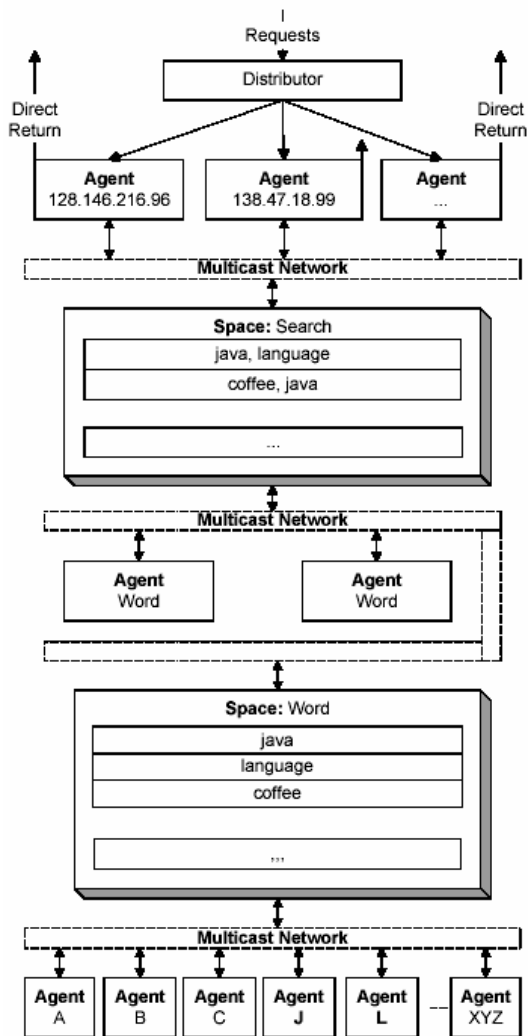 Requests
Distributor
Direct
Return
Direct
Return
Agent
128.146.216.96
Agent
138.47.18.99
Agent
...
Multicast Network
Space: Search
java, language
coffee, java
...
Multicast Network
Agent
Word
Agent
Word
Space: Word
java
language
coffee
,,,
Multicast Network
Agent
A
Agent
B
Agent
C
Agent
J
Agent
L
Agent
XYZ